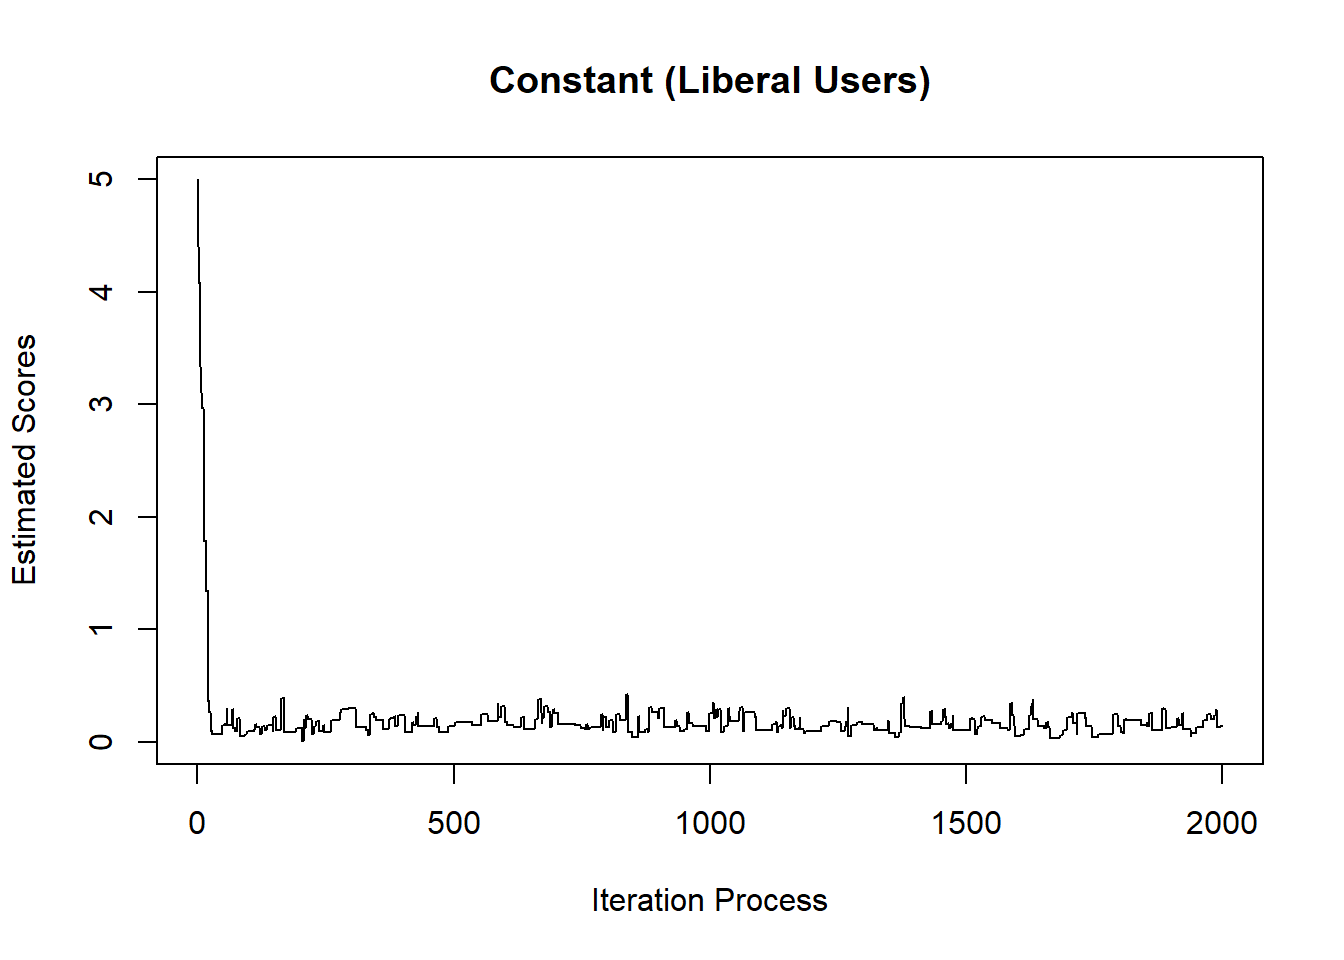 Constant (Liberal Users)
Estimated Scores
5
4
3
2
1
0
0 500 1000 1500 2000
Iteration Process